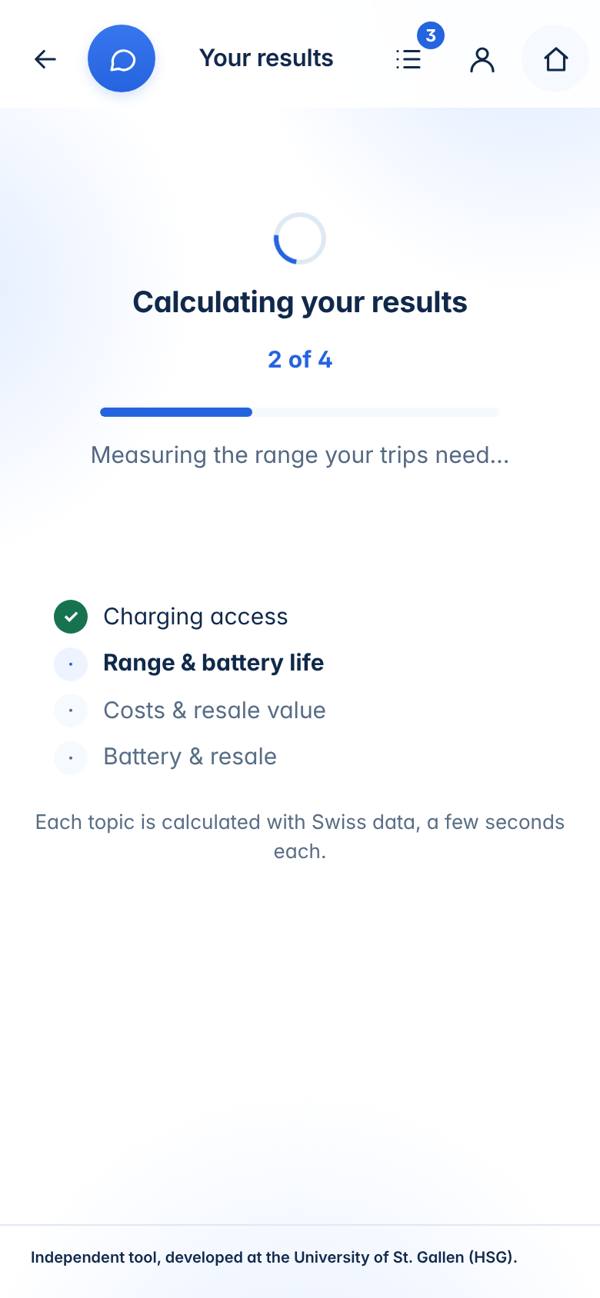 Your results
3
Calculating your results
2 of 4
Measuring the range your trips need...
Charging access
Range & battery life
Costs & resale value
Battery & resale
Each topic is calculated with Swiss data, a few seconds
each.
Independent tool, developed at the University of St. Gallen (HSG).